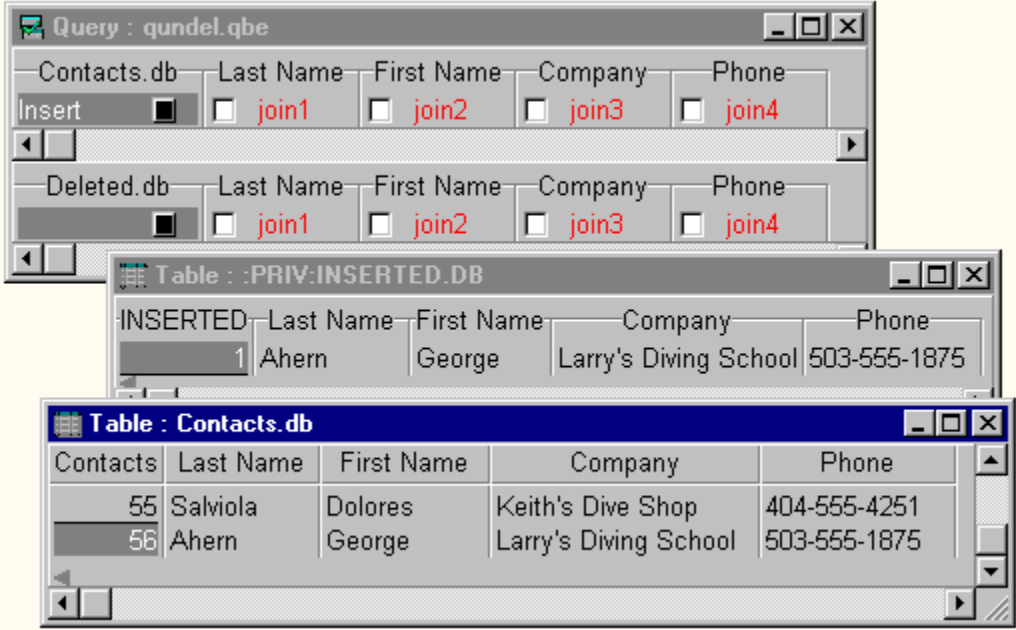 Query : qundel.qbe
Contacts.db Last Name First Name Company Phone
Insert join1 join2 join3 join4
Deleted.db Last Name First Name Company Phone
join1 join2 join3 join4
Table : :PRIV:INSERTED.DB
INSERTED Last Name First Name Company Phone
1 Ahern George Larry's Diving School 503-555-1875
Table : Contacts.db
Contacts Last Name First Name Company Phone
55 Salviola Dolores Keith's Dive Shop 404-555-4251
56 Ahern George Larry's Diving School 503-555-1875